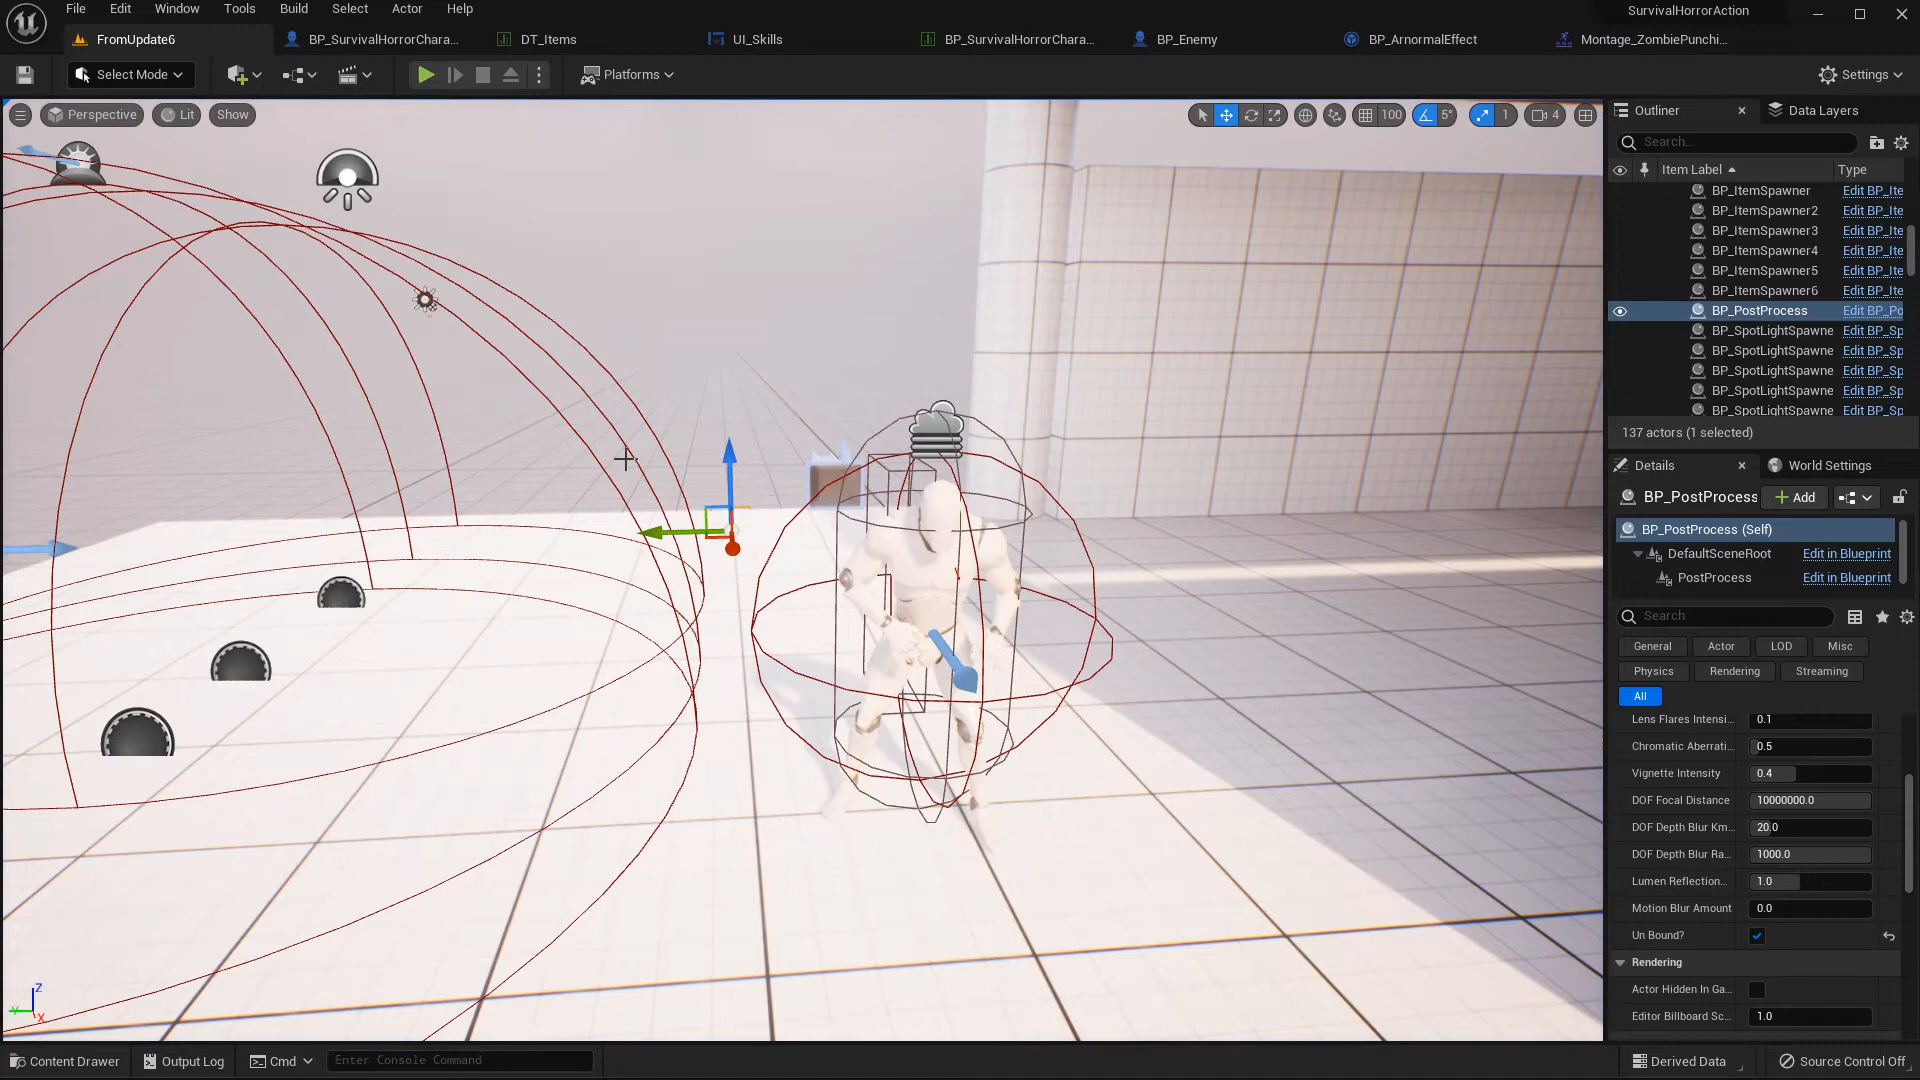 File Edit Window Tools Build Select Actor Help
SurvivalHorrorAction
FromUpdate6
BP_SurvivalHorrorChara...
DT_Items
UI_Skills
BP_SurvivalHorrorChara...
BP_Enemy
BP_ArnormalEffect
Montage_ZombiePunchi...
Select Mode
Platforms
Settings
Perspective
Lit
Show
100
5°
1
4
Outliner
Data Layers
Search...
Item Label
Type
BP_ItemSpawner Edit BP_Ite
BP_ItemSpawner2 Edit BP_Ite
BP_ItemSpawner3 Edit BP_Ite
BP_ItemSpawner4 Edit BP_Ite
BP_ItemSpawner5 Edit BP_Ite
BP_ItemSpawner6 Edit BP_Ite
BP_PostProcess Edit BP_Po
BP_SpotLightSpawne Edit BP_Sp
BP_SpotLightSpawne Edit BP_Sp
BP_SpotLightSpawne Edit BP_Sp
BP_SpotLightSpawne Edit BP_Sp
BP_SpotLightSpawne Edit BP_Sp
137 actors (1 selected)
Details
World Settings
BP_PostProcess
Add
BP_PostProcess (Self)
DefaultSceneRoot Edit in Blueprint
PostProcess Edit in Blueprint
Search
General Actor LOD Misc
Physics Rendering Streaming
All
Lens Flares Intensi... 0.1
Chromatic Aberrati... 0.5
Vignette Intensity 0.4
DOF Focal Distance 10000000.0
DOF Depth Blur Km... 20.0
DOF Depth Blur Ra... 1000.0
Lumen Reflection... 1.0
Motion Blur Amount 0.0
Un Bound?
Rendering
Actor Hidden In Ga...
Editor Billboard Sc... 1.0
Z
Y
X
Content Drawer
Output Log
Cmd
Enter Console Command
Derived Data
Source Control Off